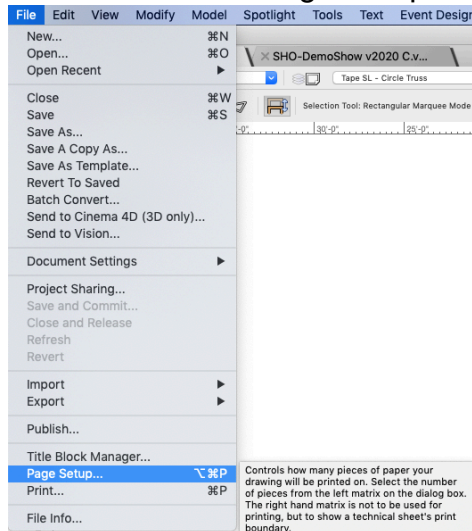 File Edit View Modify Model Spotlight Tools Text Event Design
New... ⌘N
Open... ⌘O
Open Recent ▶
× SHO-DemoShow v2020 C.v...
Tape SL - Circle Truss
Close ⌘W
Save ⌘S
Selection Tool: Rectangular Marquee Mode
30'-0" 25'-0"
Save As...
Save A Copy As...
Save As Template...
Revert To Saved
Batch Convert...
Send to Cinema 4D (3D only)...
Send to Vision...
Document Settings ▶
Project Sharing...
Save and Commit...
Close and Release
Refresh
Revert
Import ▶
Export ▶
Publish...
Title Block Manager...
Page Setup... ⌥⌘P
Print... ⌘P
File Info...
Controls how many pieces of paper your
drawing will be printed on. Select the number
of pieces from the left matrix on the dialog box.
The right hand matrix is not to be used for
printing, but to show a technical sheet's print
boundary.